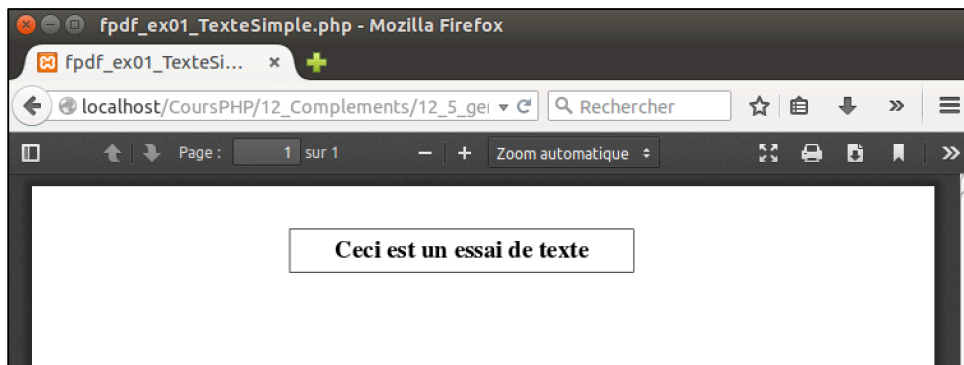 fpdf_ex01_TexteSimple.php - Mozilla Firefox
fpdf_ex01_TexteSi... ×
localhost/CoursPHP/12_Complements/12_5_ge Rechercher »
Page : 1 sur 1 − + Zoom automatique »
Ceci est un essai de texte